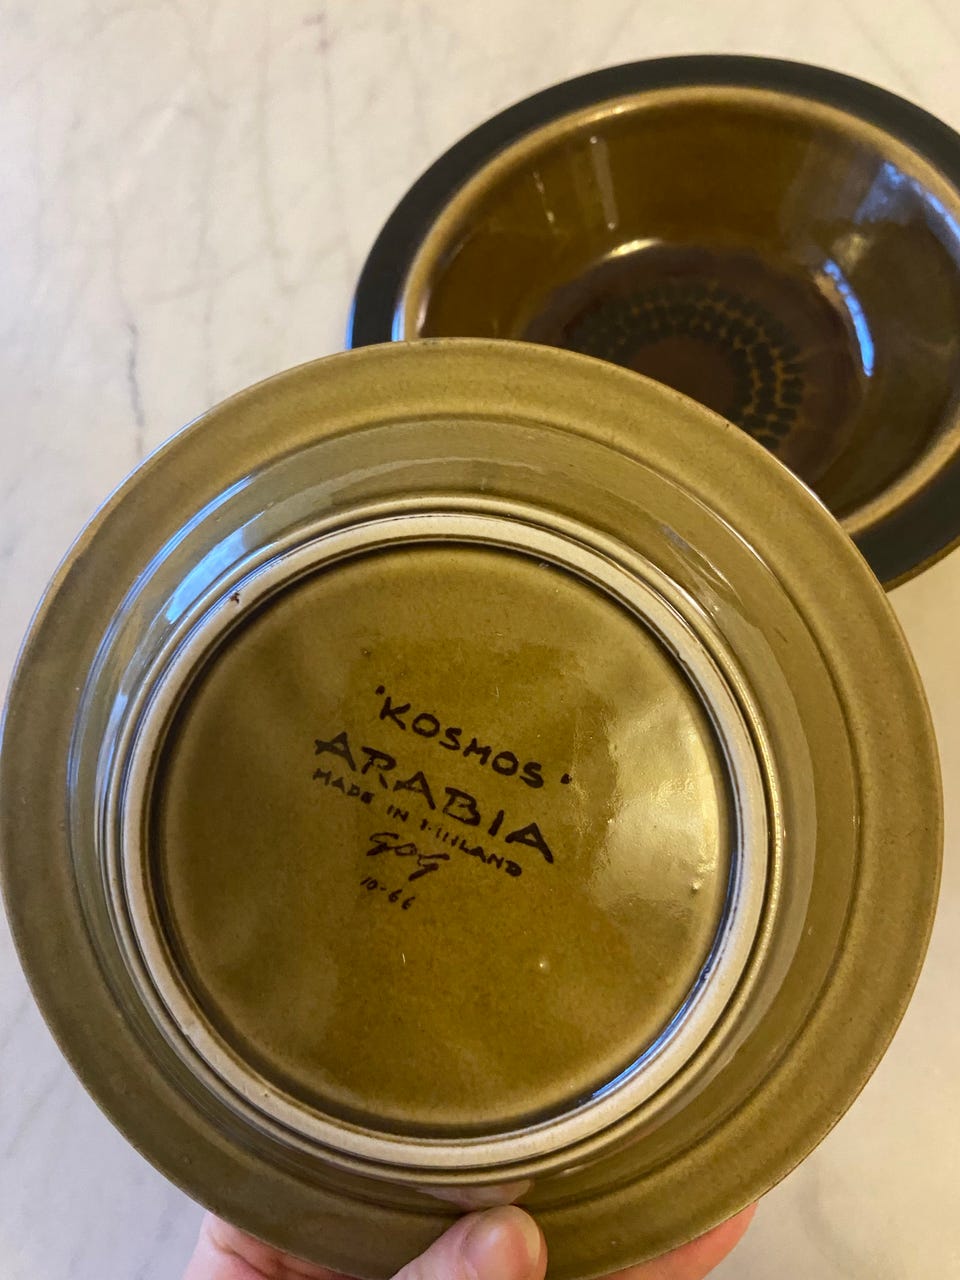 'KOSMOS'
ARABIA
MADE IN FINLAND
GOG
10-66